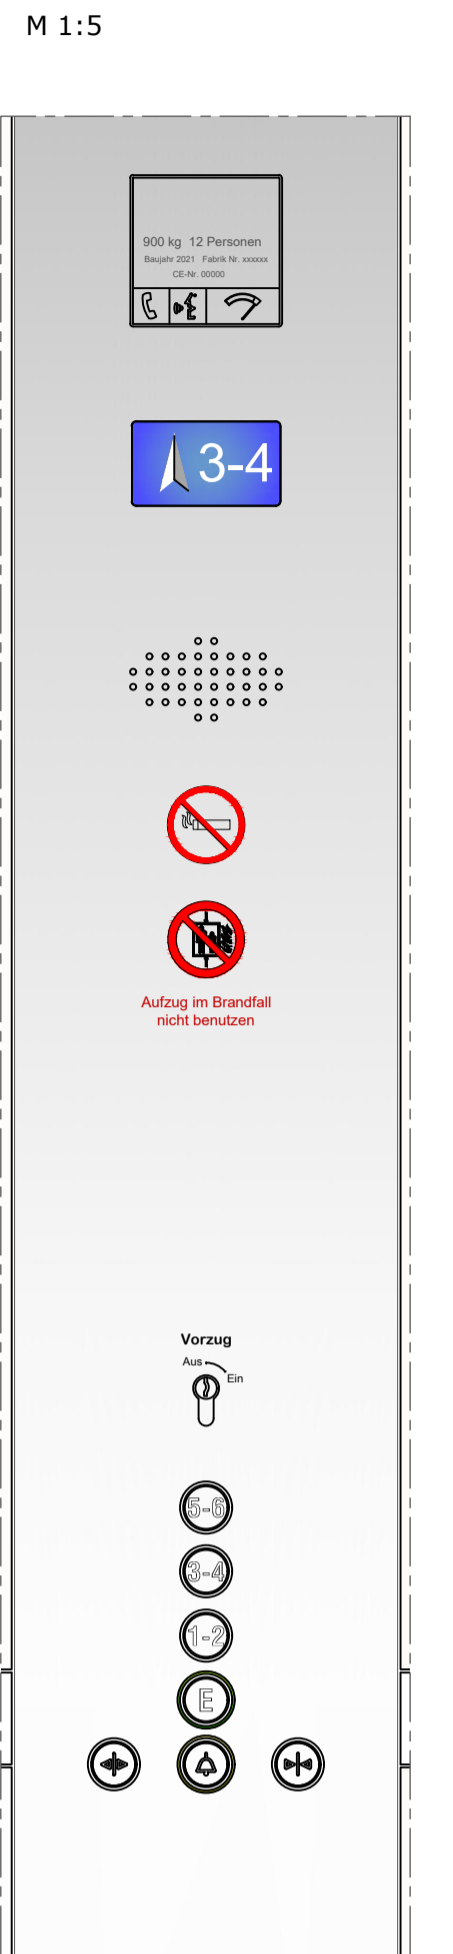 M 1:5
900 kg 12 Personen
Baujahr 2021 Fabrik Nr. xxxxxx
CE-Nr. 00000
3-4
Aufzug im Brandfall
nicht benutzen
Vorzug
Aus
Ein
5-6
3-4
1-2
E